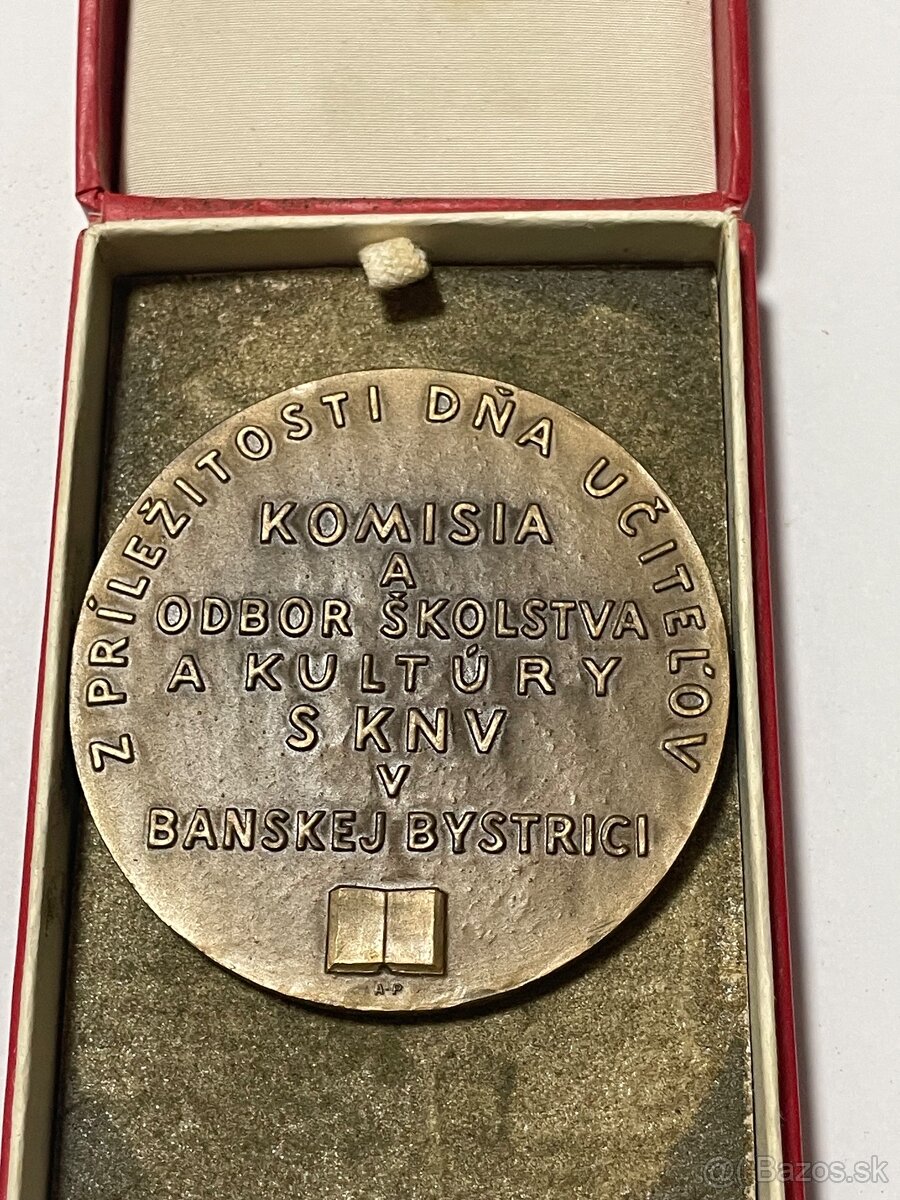 Z PRÍLEŽITOSTI DŇA UČITEĽOV
KOMISIA
A
ODBOR ŠKOLSTVA
A KULTÚRY
S KNV
V
BANSKEJ BYSTRICI
A-P
Bazos.sk